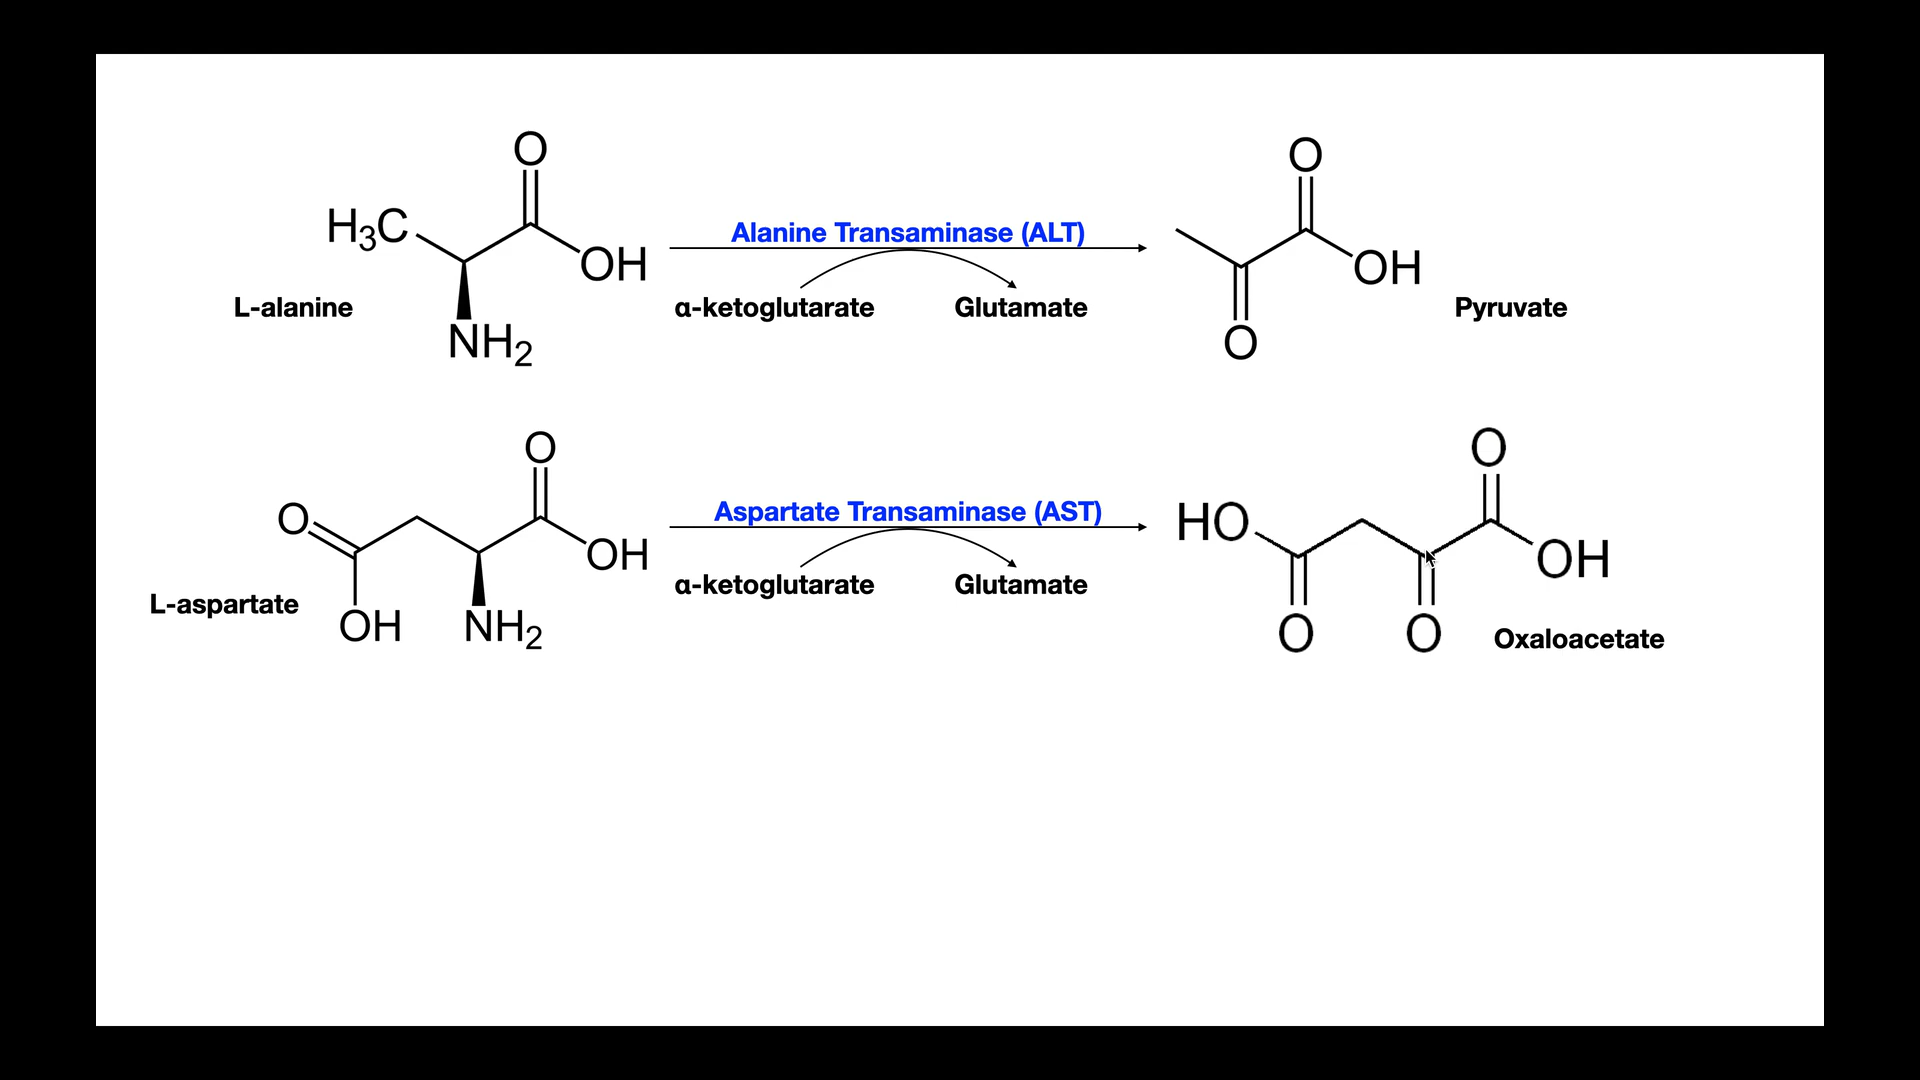 O
H₃C
OH
NH₂
L-alanine
Alanine Transaminase (ALT)
α-ketoglutarate
Glutamate
O
OH
O
Pyruvate
O
O
OH
OH
NH₂
L-aspartate
Aspartate Transaminase (AST)
α-ketoglutarate
Glutamate
O
HO
OH
O
O
Oxaloacetate